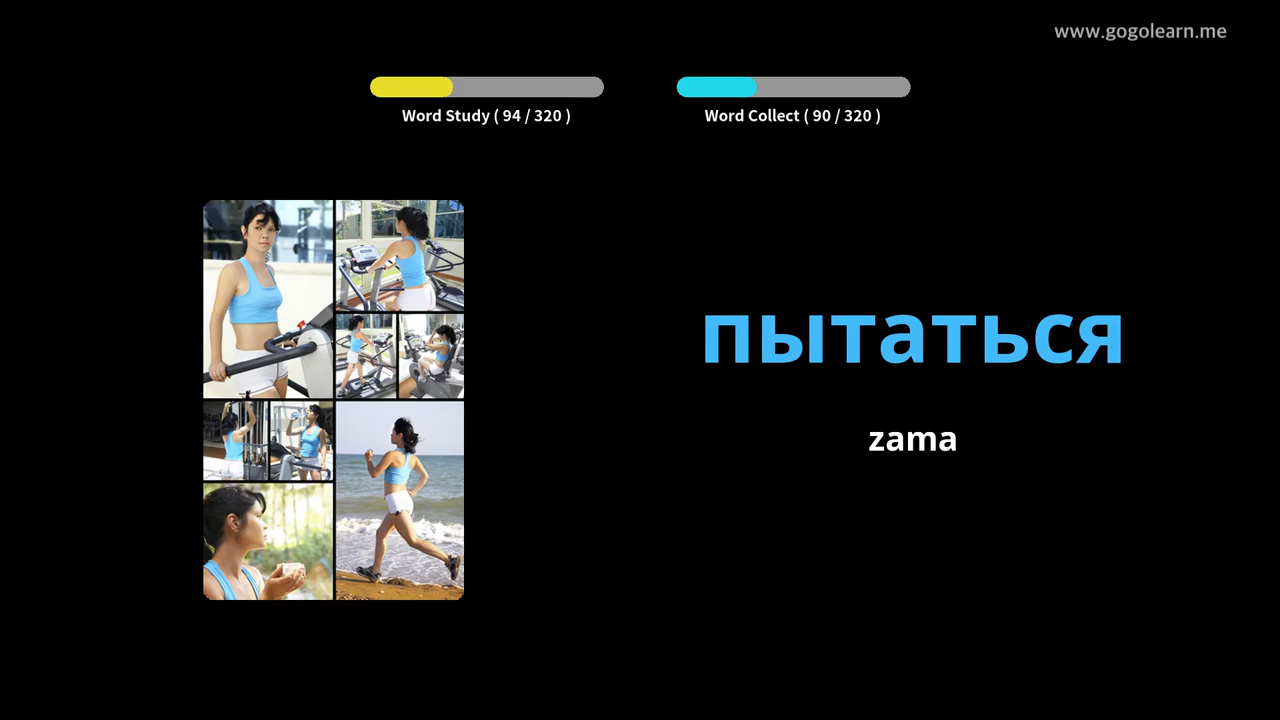 www.gogolearn.me
Word Study ( 94 / 320 )
Word Collect ( 90 / 320 )
пытаться
zama